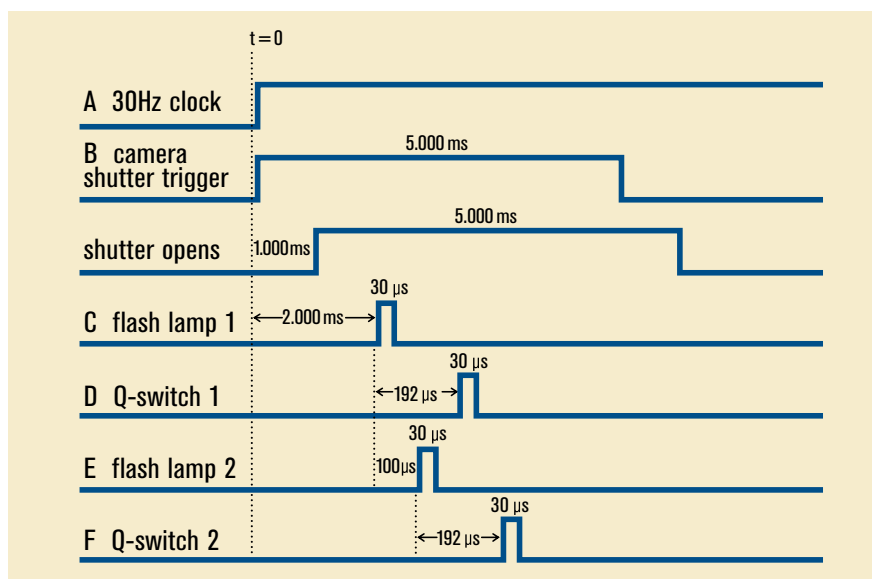 t=0
A 30Hz clock
B camera
shutter trigger
5.000 ms
shutter opens
1.000ms
5.000 ms
C flash lamp 1
2.000 ms
30 μs
D Q-switch 1
192 μs
30 μs
E flash lamp 2
100μs
30 μs
F Q-switch 2
192 μs
30 μs